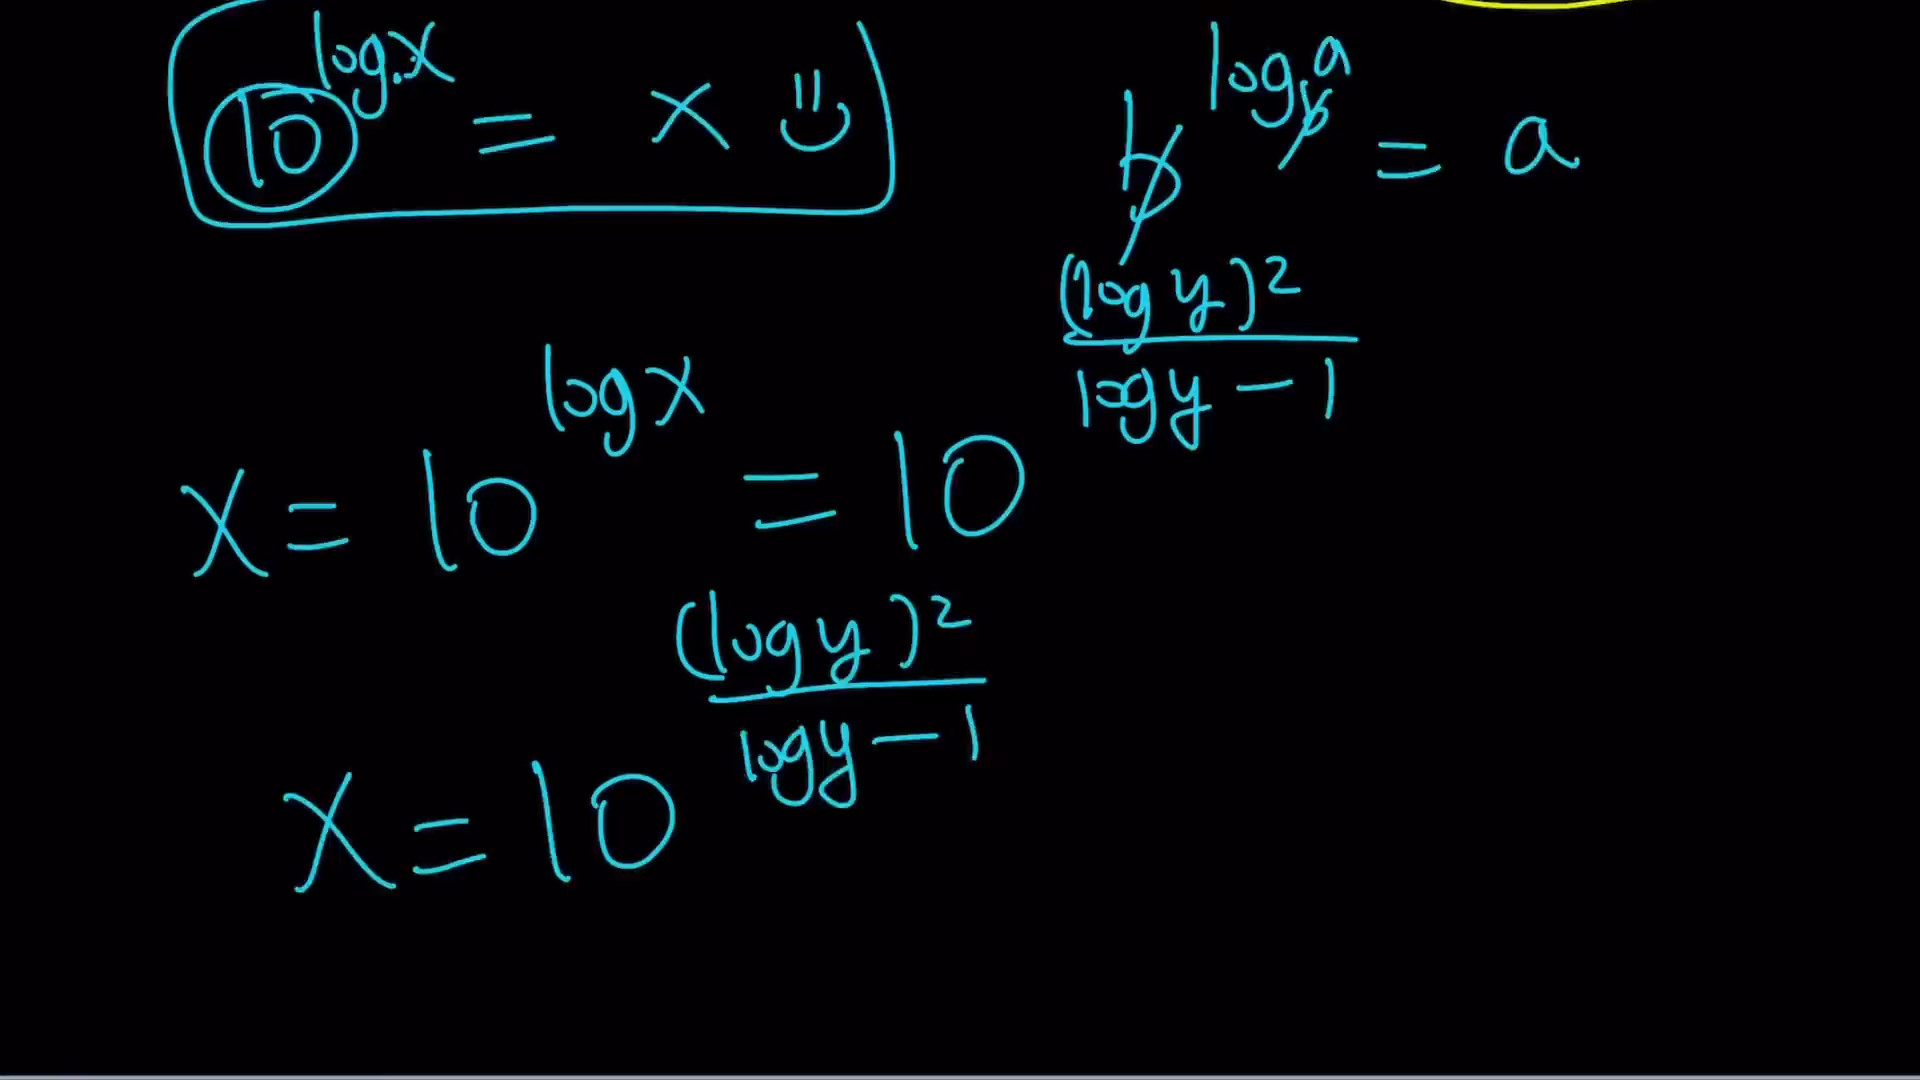 10^(log x) = x
b^(log_b a) = a
x = 10^(log x) = 10^((log y)^2 / (log y - 1))
x = 10^((log y)^2 / (log y - 1))